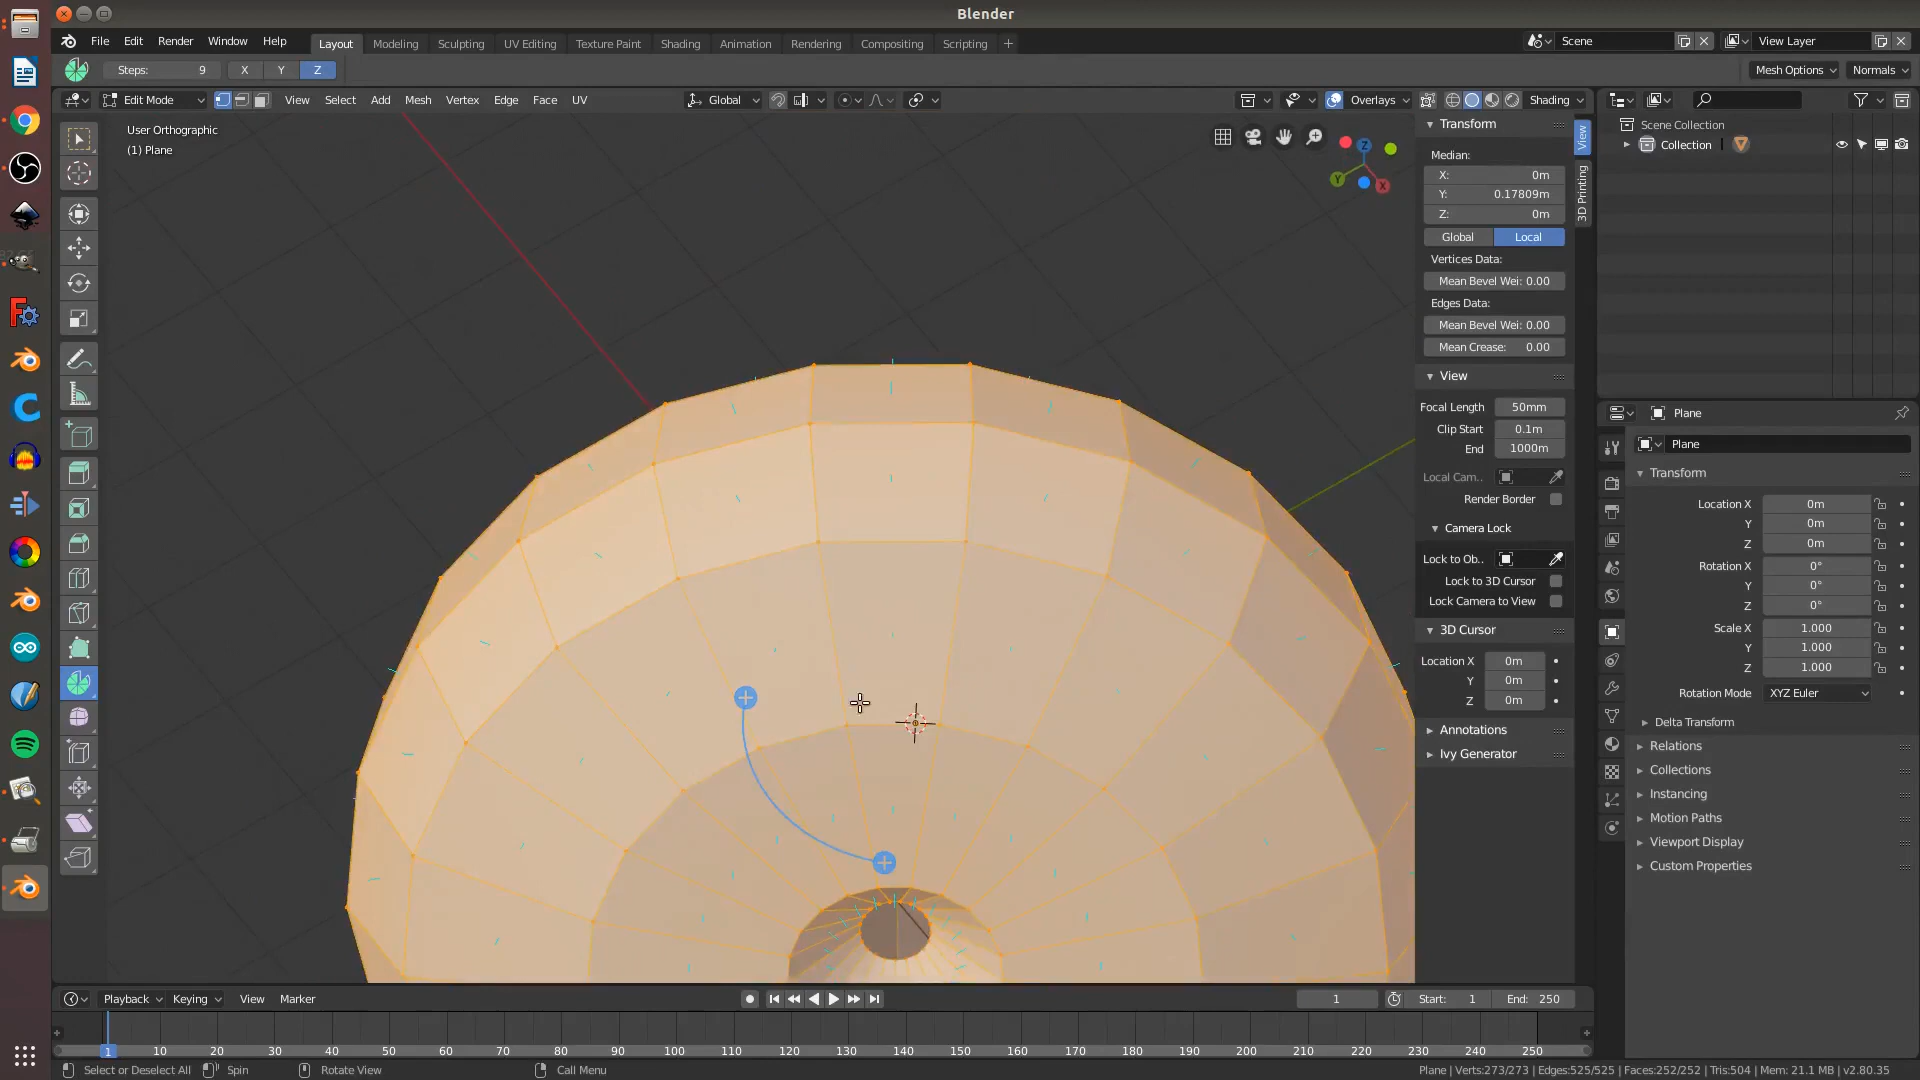 Blender
File Edit Render Window Help
Layout Modeling Sculpting UV Editing Texture Paint Shading Animation Rendering Compositing Scripting
Scene
View Layer
Steps: 9 X Y Z
Mesh Options Normals
Edit Mode View Select Add Mesh Vertex Edge Face UV
Global
Overlays Shading
User Orthographic
(1) Plane
Z
Y
X
Transform
Median:
X: 0m
Y: 0.17809m
Z: 0m
Global Local
Vertices Data:
Mean Bevel Wei: 0.00
Edges Data:
Mean Bevel Wei: 0.00
Mean Crease: 0.00
View
Focal Length 50mm
Clip Start 0.1m
End 1000m
Local Cam..
Render Border
Camera Lock
Lock to Ob..
Lock to 3D Cursor
Lock Camera to View
3D Cursor
Location X 0m
Y 0m
Z 0m
Annotations
Ivy Generator
View
3D Printing
Scene Collection
Collection
Plane
Plane
Transform
Location X 0m
Y 0m
Z 0m
Rotation X 0°
Y 0°
Z 0°
Scale X 1.000
Y 1.000
Z 1.000
Rotation Mode XYZ Euler
Delta Transform
Relations
Collections
Instancing
Motion Paths
Viewport Display
Custom Properties
Playback Keying View Marker
1 Start: 1 End: 250
1 10 20 30 40 50 60 70 80 90 100 110 120 130 140 150 160 170 180 190 200 210 220 230 240 250
Select or Deselect All Spin Rotate View Call Menu
Plane | Verts:273/273 | Edges:525/525 | Faces:252/252 | Tris:504 | Mem: 21.1 MB | v2.80.35